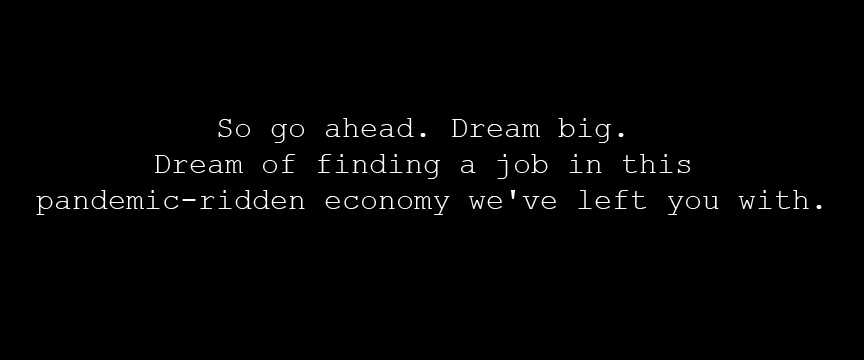 So go ahead. Dream big.
Dream of finding a job in this
pandemic-ridden economy we've left you with.